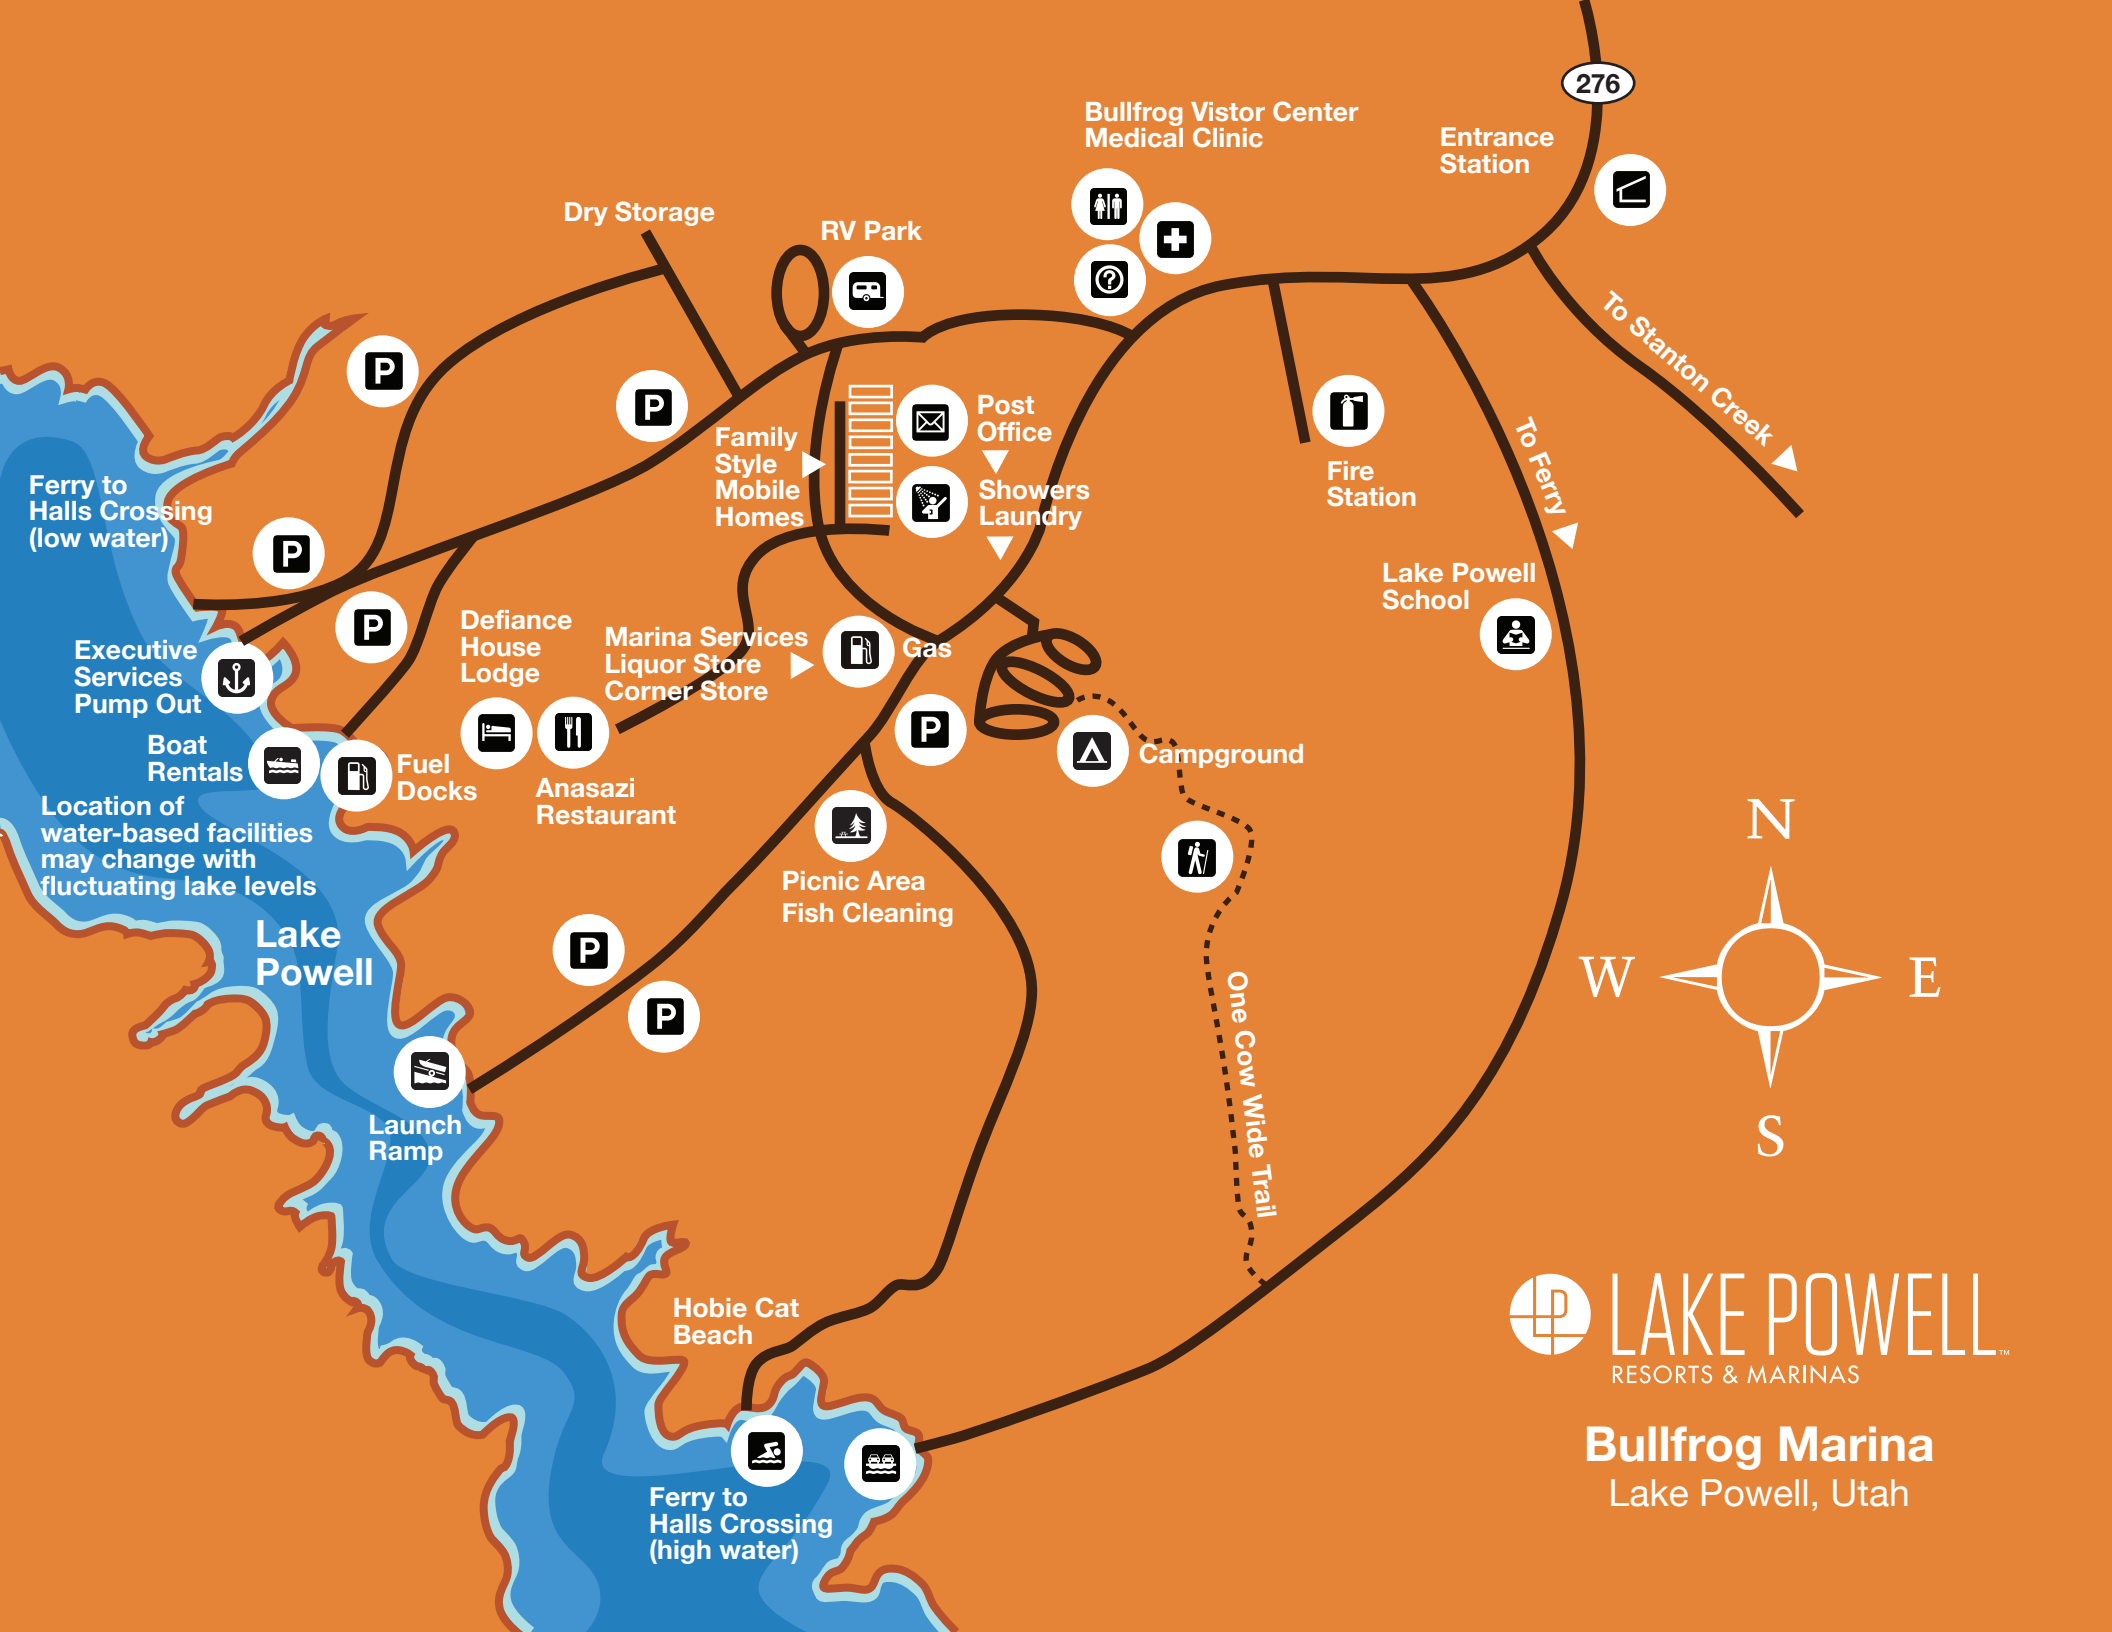 276
Bullfrog Vistor Center
Medical Clinic
Entrance
Station
Dry Storage
RV Park
?
To Stanton Creek
P
P
Family
Style
Mobile
Homes
Post
Office
Showers
Laundry
To Ferry
Fire
Station
Ferry to
Halls Crossing
(low water)
P
P
Lake Powell
School
Executive
Services
Pump Out
Defiance
House
Lodge
Marina Services
Liquor Store
Corner Store
Gas
P
Boat
Rentals
Fuel
Docks
Anasazi
Restaurant
Campground
Location of
water-based facilities
may change with
fluctuating lake levels
Picnic Area
Fish Cleaning
N
W
E
S
Lake
Powell
P
P
One Cow Wide Trail
Launch
Ramp
Hobie Cat
Beach
Ferry to
Halls Crossing
(high water)
LP
LAKE POWELL™
RESORTS & MARINAS
Bullfrog Marina
Lake Powell, Utah